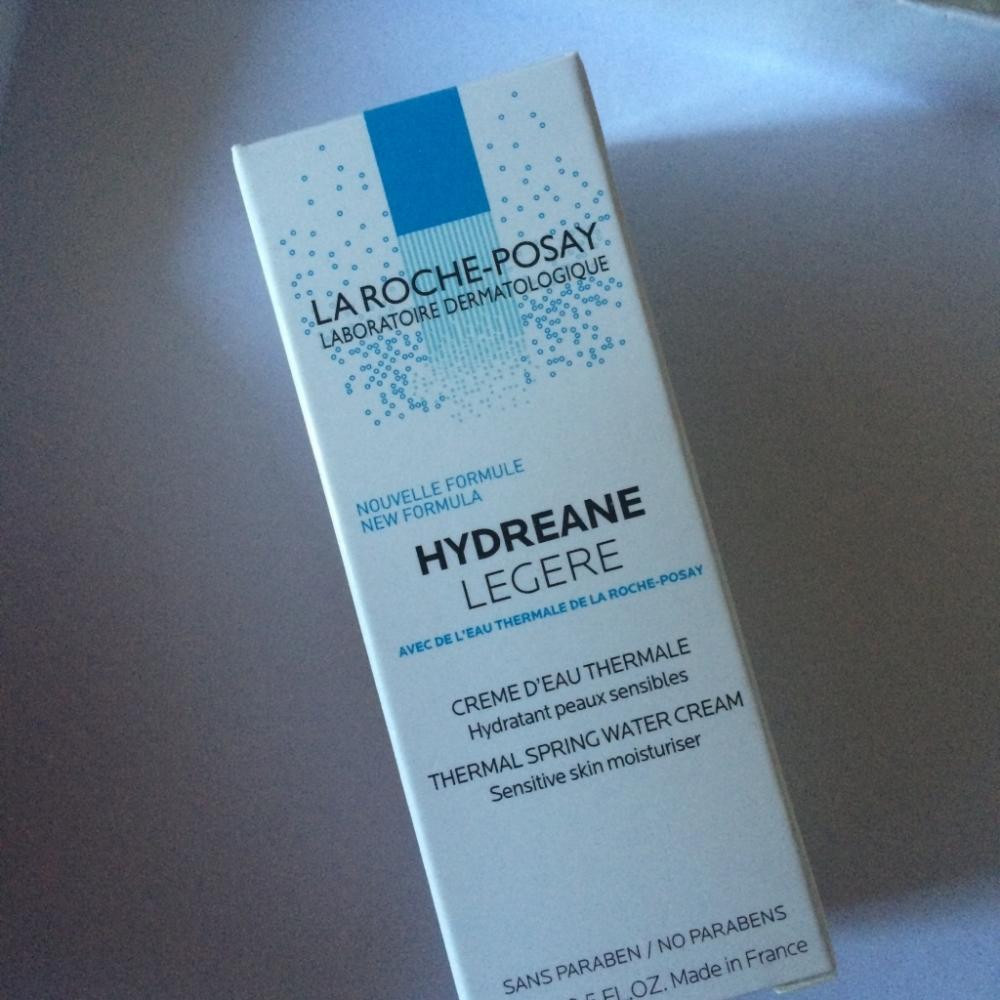 LA ROCHE-POSAY
LABORATOIRE DERMATOLOGIQUE
NOUVELLE FORMULE
NEW FORMULA
HYDREANE
LEGERE
AVEC DE L'EAU THERMALE DE LA ROCHE-POSAY
CREME D'EAU THERMALE
Hydratant peaux sensibles
THERMAL SPRING WATER CREAM
Sensitive skin moisturiser
SANS PARABEN / NO PARABENS
FL.OZ. Made in France